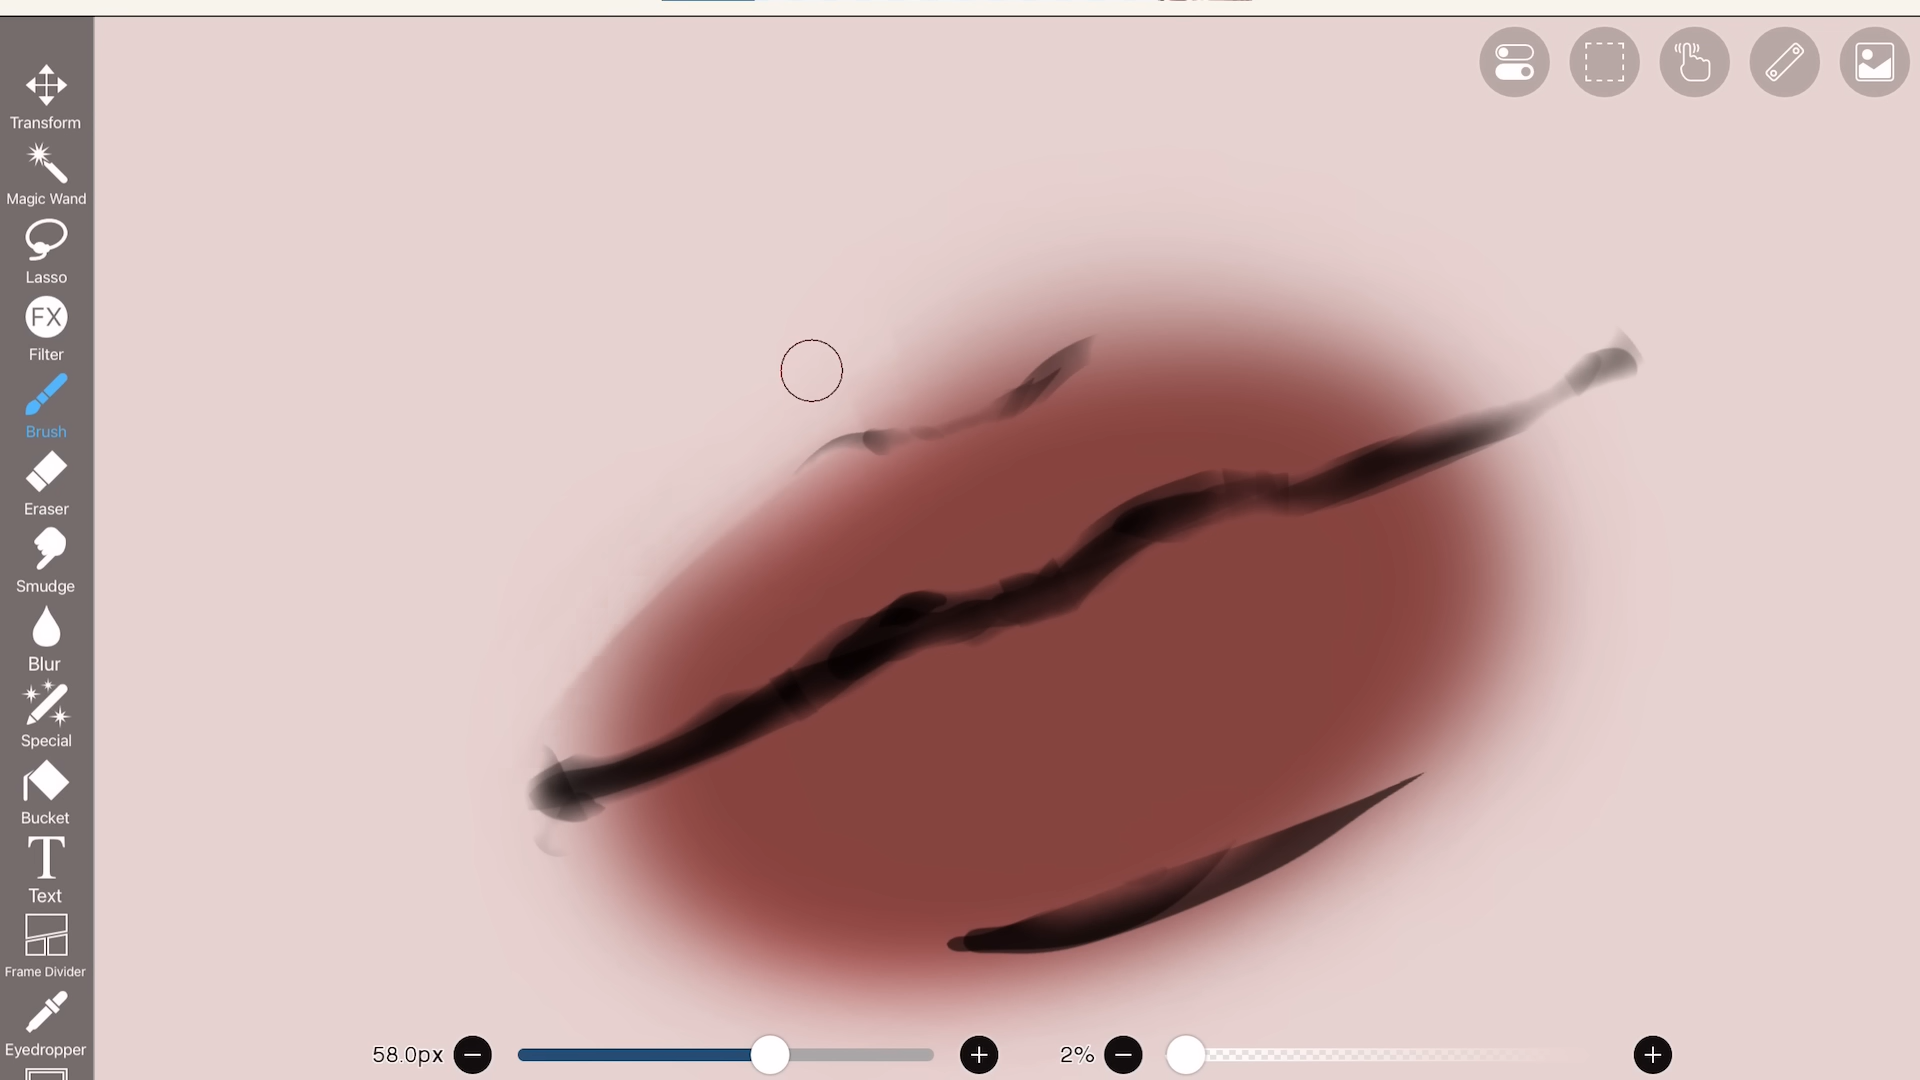 Transform
Magic Wand
Lasso
FX
Filter
Brush
Eraser
Smudge
Blur
Special
Bucket
T
Text
Frame Divider
Eyedropper
58.0px
2%